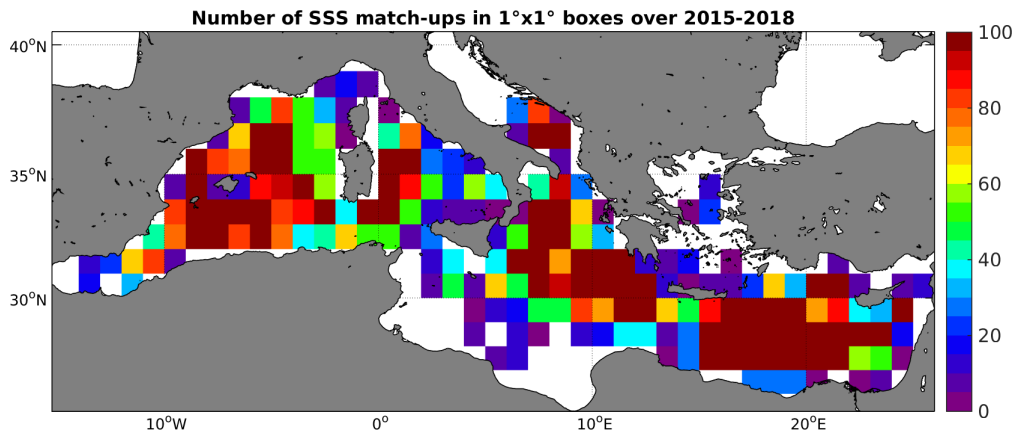 Number of SSS match-ups in 1°x1° boxes over 2015-2018
40°N
35°N
30°N
10°W
0°
10°E
20°E
100
80
60
40
20
0